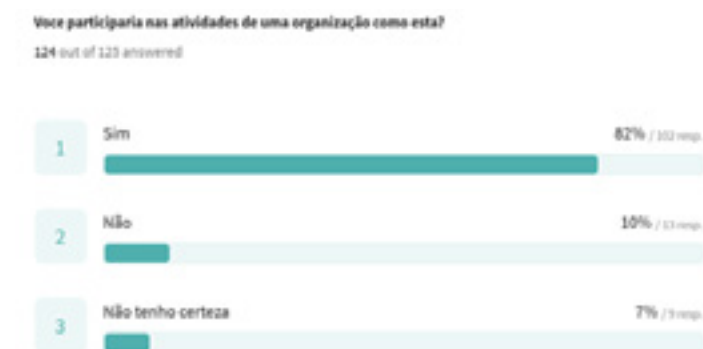 Voce participaria nas atividades de uma organização como esta?
124 out of 125 answered
1
Sim
82% / 102 resp.
2
Não
10% / 13 resp.
3
Não tenho certeza
7% / 9 resp.